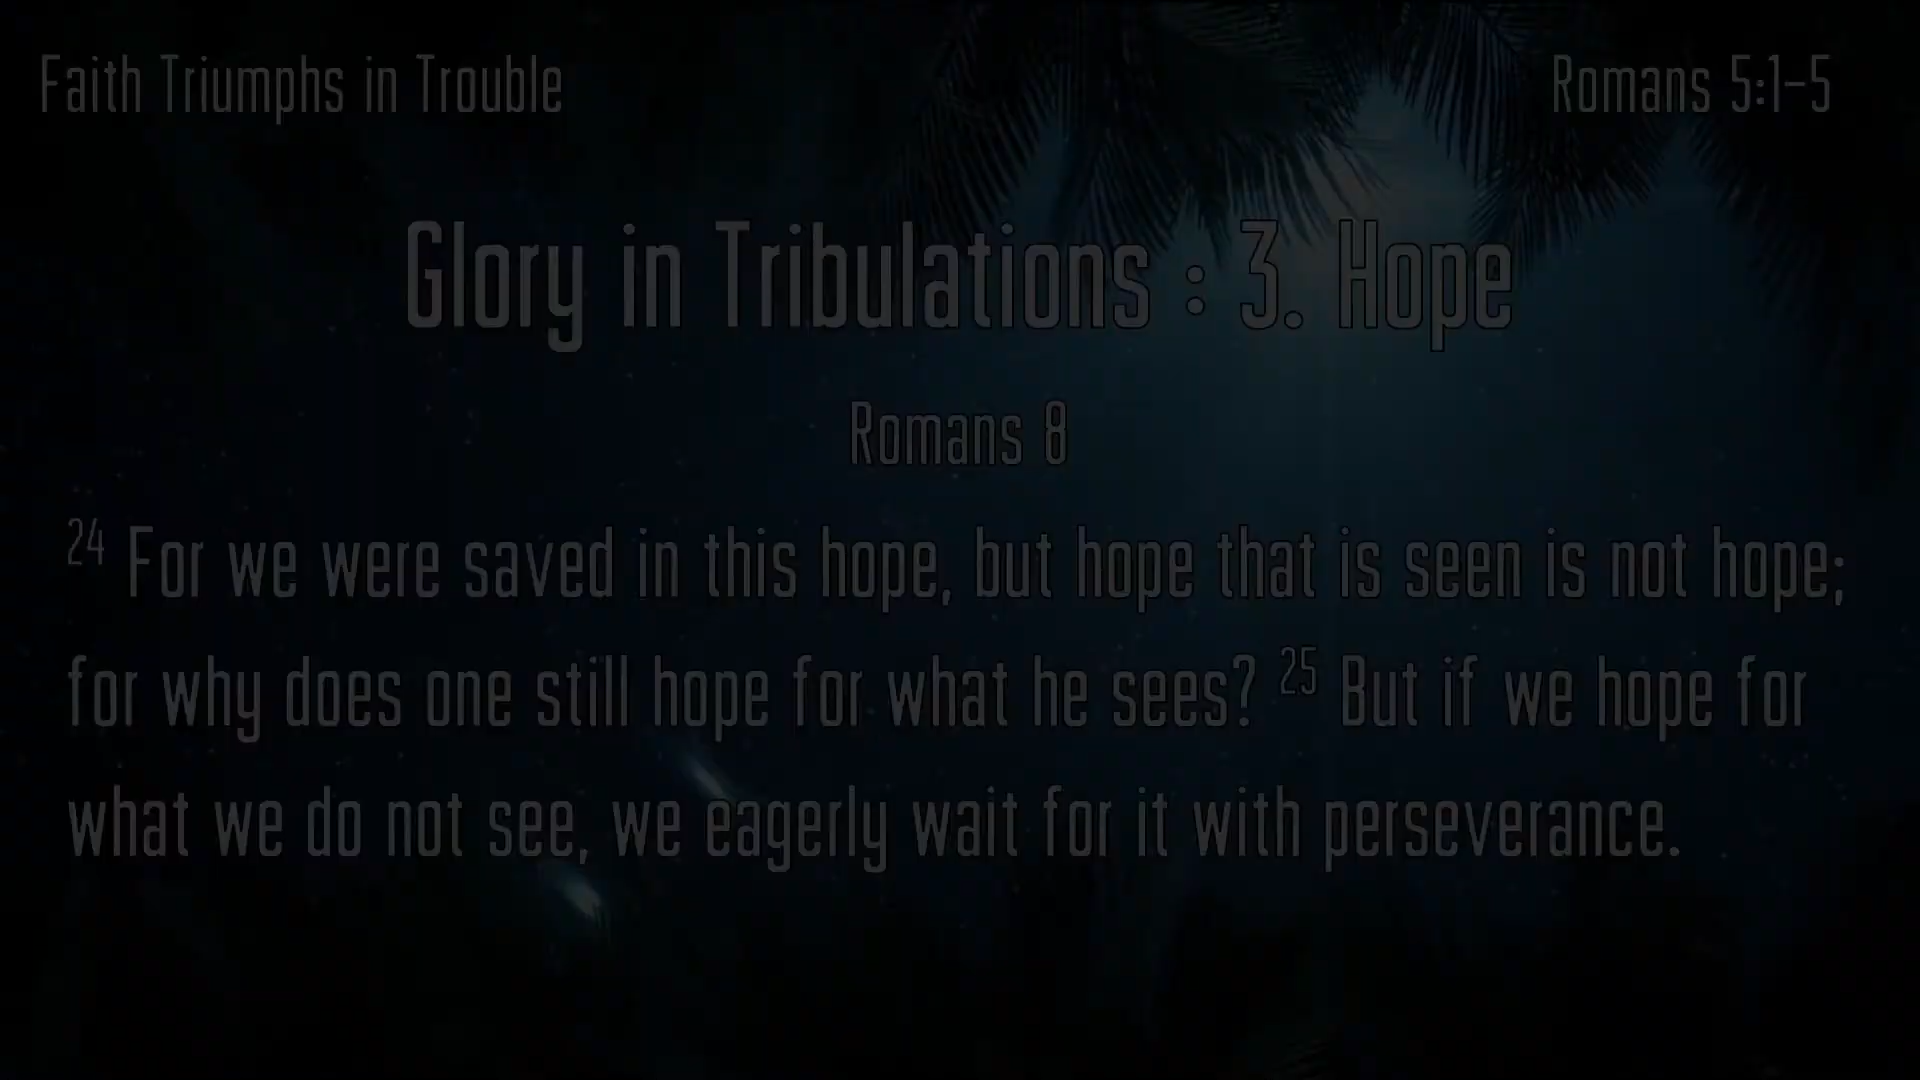 Faith Triumphs in Trouble
Romans 5:1-5
Glory in Tribulations : 3. Hope
Romans 8
24 For we were saved in this hope, but hope that is seen is not hope;
for why does one still hope for what he sees? 25 But if we hope for
what we do not see, we eagerly wait for it with perseverance.